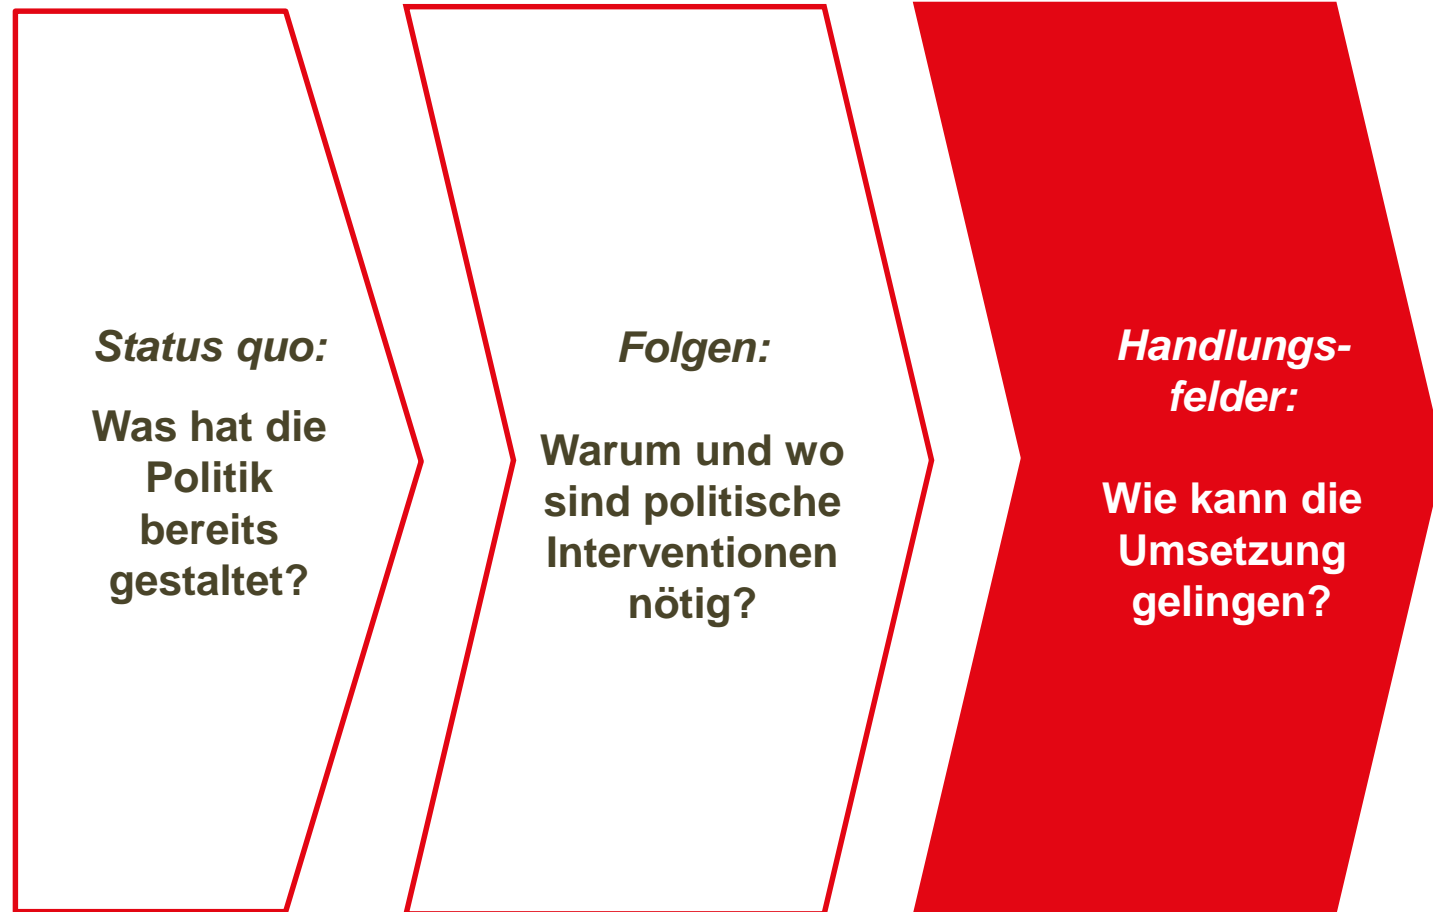 Status quo:
Was hat die
Politik
bereits
gestaltet?
Folgen:
Warum und wo
sind politische
Interventionen
nötig?
Handlungs-
felder:
Wie kann die
Umsetzung
gelingen?